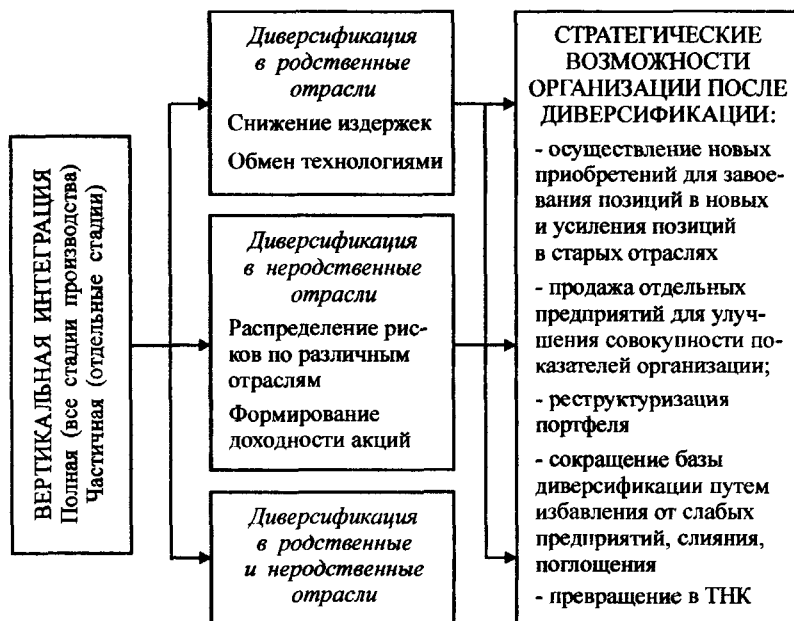 ВЕРТИКАЛЬНАЯ ИНТЕГРАЦИЯ
Полная (все стадии производства)
Частичная (отдельные стадии)
Диверсификация
в родственные
отрасли
Снижение издержек
Обмен технологиями
Диверсификация
в неродственные
отрасли
Распределение рис-
ков по различным
отраслям
Формирование
доходности акций
Диверсификация
в родственные
и неродственные
отрасли
СТРАТЕГИЧЕСКИЕ
ВОЗМОЖНОСТИ
ОРГАНИЗАЦИИ ПОСЛЕ
ДИВЕРСИФИКАЦИИ:
- осуществление новых
приобретений для завое-
вания позиций в новых
и усиления позиций
в старых отраслях
- продажа отдельных
предприятий для улуч-
шения совокупности по-
казателей организации;
- реструктуризация
портфеля
- сокращение базы
диверсификации путем
избавления от слабых
предприятий, слияния,
поглощения
- превращение в ТНК